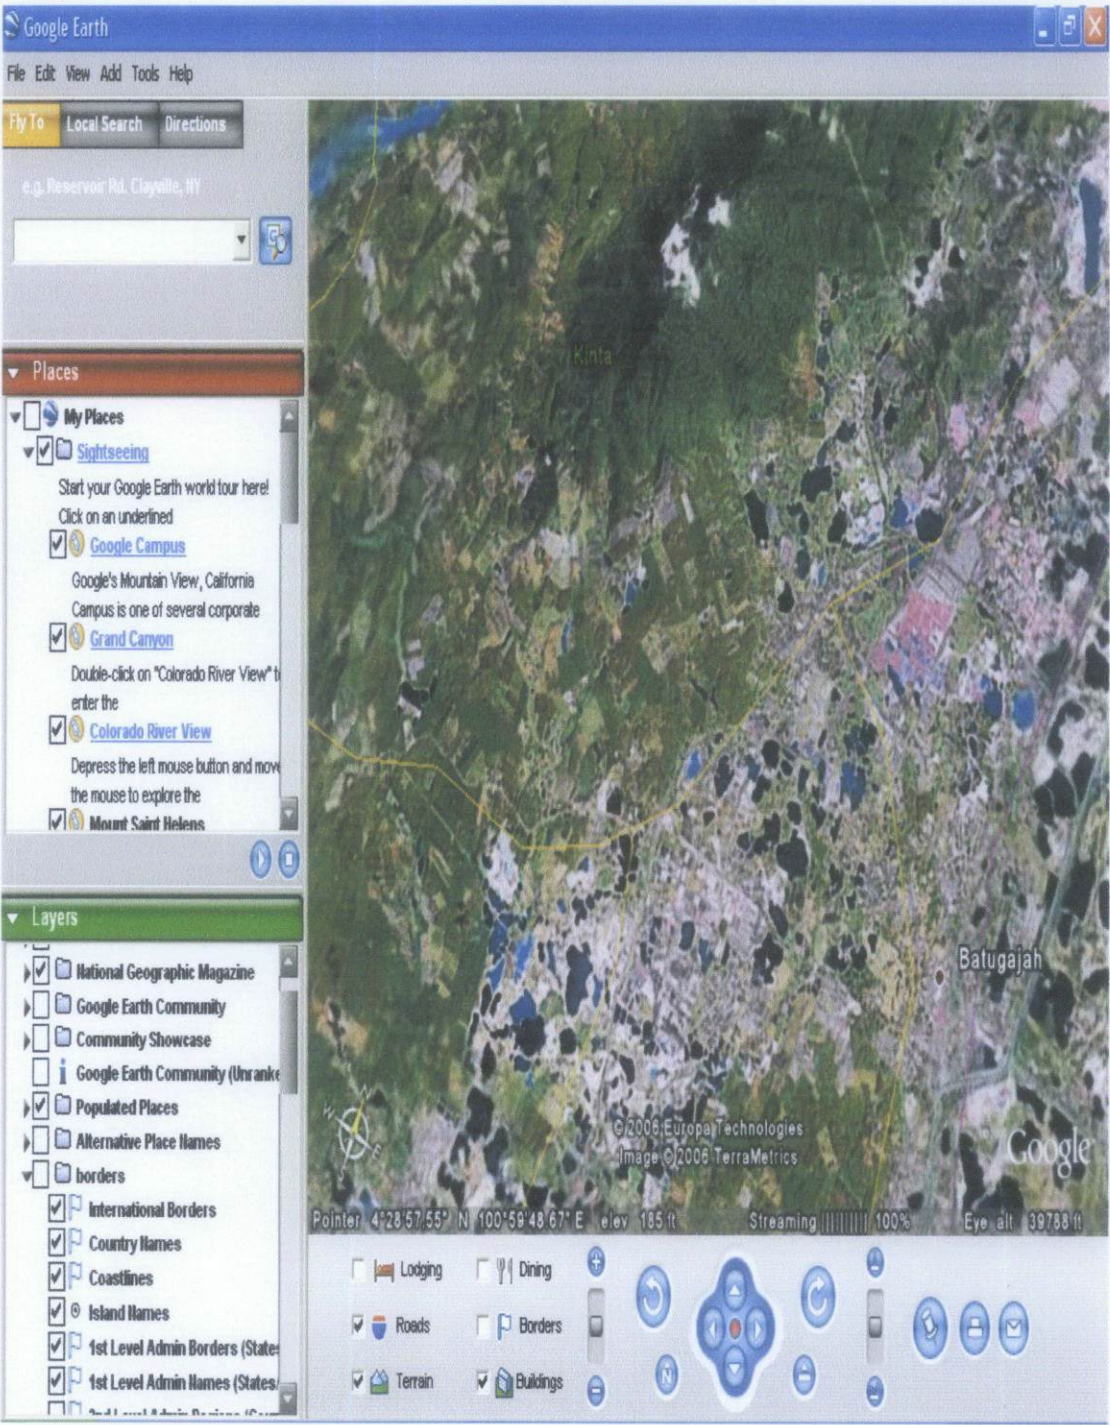 Google Earth
File Edit View Add Tools Help
Fly To Local Search Directions
e.g. Reservoir Rd. Clayville, NY
Places
My Places
Sightseeing
Start your Google Earth world tour here!
Click on an underlined
Google Campus
Google's Mountain View, California
Campus is one of several corporate
Grand Canyon
Double-click on "Colorado River View" t
enter the
Colorado River View
Depress the left mouse button and move
the mouse to explore the
Mount Saint Helens
Layers
National Geographic Magazine
Google Earth Community
Community Showcase
Google Earth Community (Unranke
Populated Places
Alternative Place Names
borders
International Borders
Country Names
Coastlines
Island Names
1st Level Admin Borders (States
1st Level Admin Names (States/
Kinta
Batugajah
N
W
E
© 2006 Europa Technologies
Image © 2006 TerraMetrics
Google
Pointer 4°28'57.55" N 100°59'48.67" E elev 185 ft Streaming 100% Eye alt 39788 ft
Lodging Dining
Roads Borders
Terrain Buildings
N